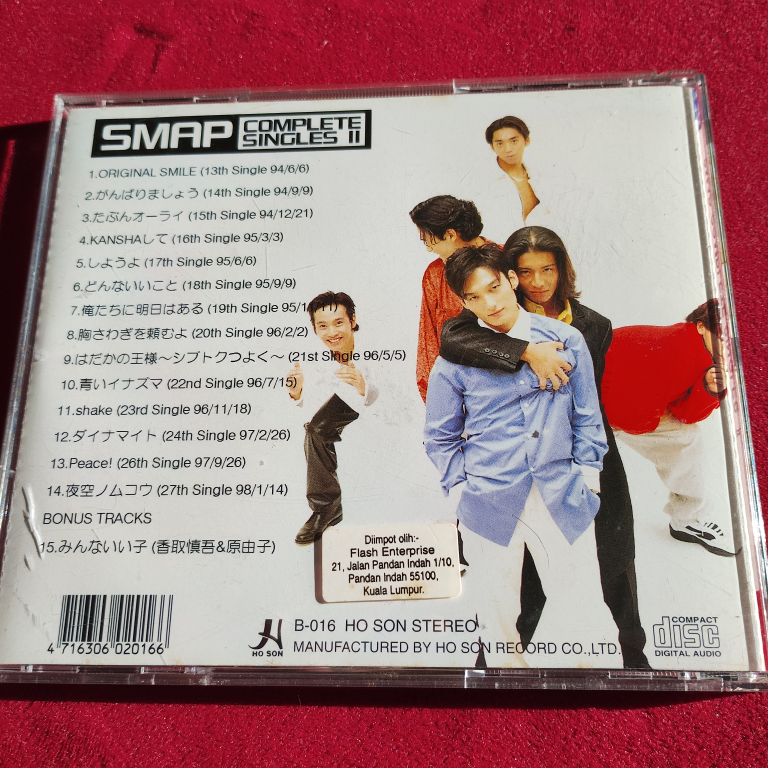 SMAP COMPLETE SINGLES II
1.ORIGINAL SMILE (13th Single 94/6/6)
2.がんばりましょう (14th Single 94/9/9)
3.たぶんオーライ (15th Single 94/12/21)
4.KANSHAして (16th Single 95/3/3)
5.しようよ (17th Single 95/6/6)
6.どんないいこと (18th Single 95/9/9)
7.俺たちに明日はある (19th Single 95/1
8.胸さわぎを頼むよ (20th Single 96/2/2)
9.はだかの王様〜シブトクつよく〜 (21st Single 96/5/5)
10.青いイナズマ (22nd Single 96/7/15)
11.shake (23rd Single 96/11/18)
12.ダイナマイト (24th Single 97/2/26)
13.Peace! (26th Single 97/9/26)
14.夜空ノムコウ (27th Single 98/1/14)
BONUS TRACKS
15.みんないい子 (香取慎吾&原由子)
Diimpot olih:-
Flash Enterprise
21, Jalan Pandan Indah 1/10,
Pandan Indah 55100,
Kuala Lumpur.
4 716306 020166
HO SON
B-016 HO SON STEREO
MANUFACTURED BY HO SON RECORD CO.,LTD.
COMPACT
disc
DIGITAL AUDIO